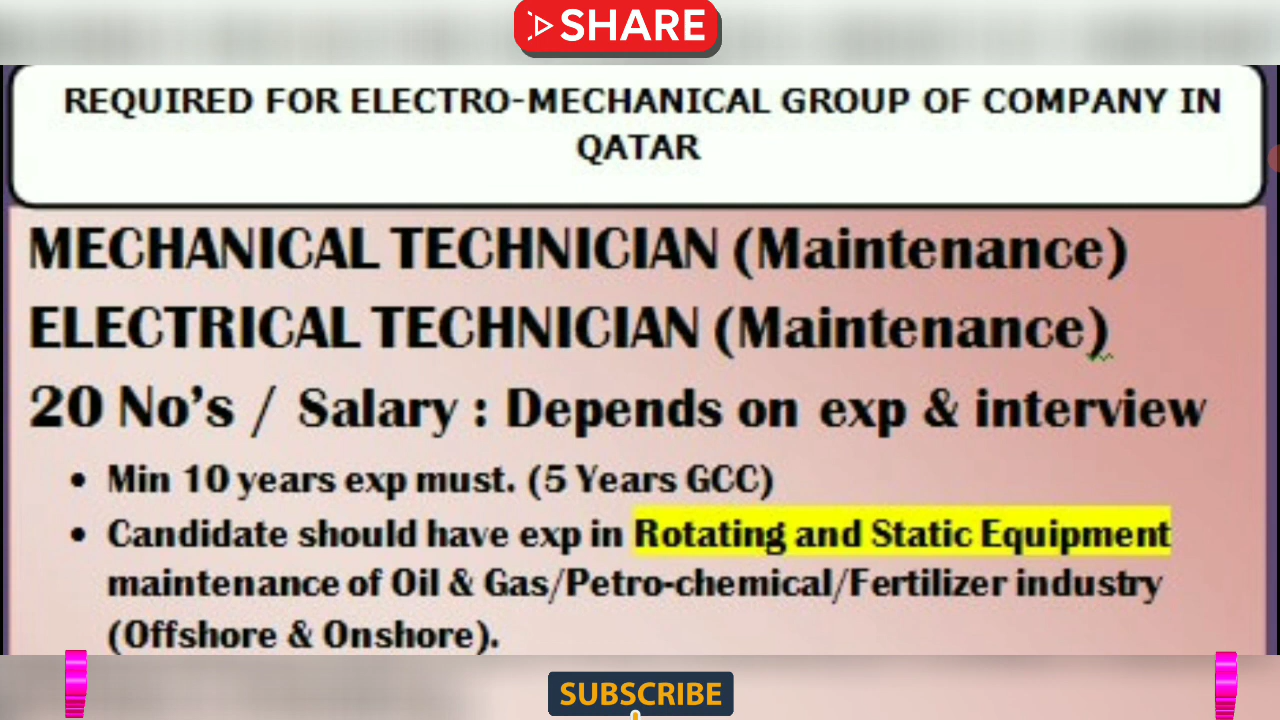 SHARE
REQUIRED FOR ELECTRO-MECHANICAL GROUP OF COMPANY IN
QATAR
MECHANICAL TECHNICIAN (Maintenance)
ELECTRICAL TECHNICIAN (Maintenance)
20 No's / Salary : Depends on exp & interview
• Min 10 years exp must. (5 Years GCC)
• Candidate should have exp in Rotating and Static Equipment
maintenance of Oil & Gas/Petro-chemical/Fertilizer industry
(Offshore & Onshore).
SUBSCRIBE